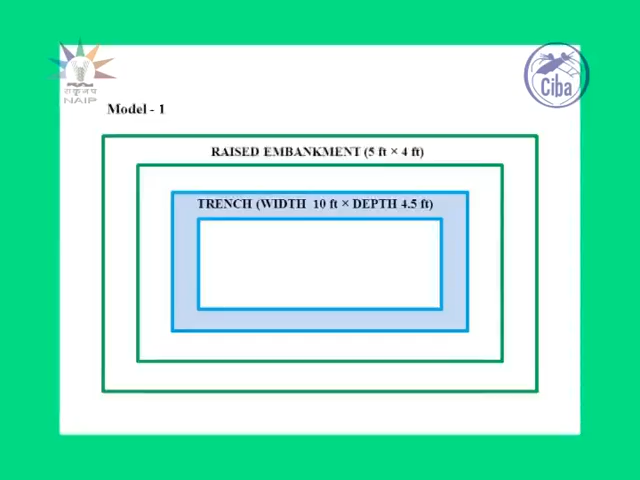 NAIP
Ciba
Model - 1
RAISED EMBANKMENT (5 ft × 4 ft)
TRENCH (WIDTH 10 ft × DEPTH 4.5 ft)